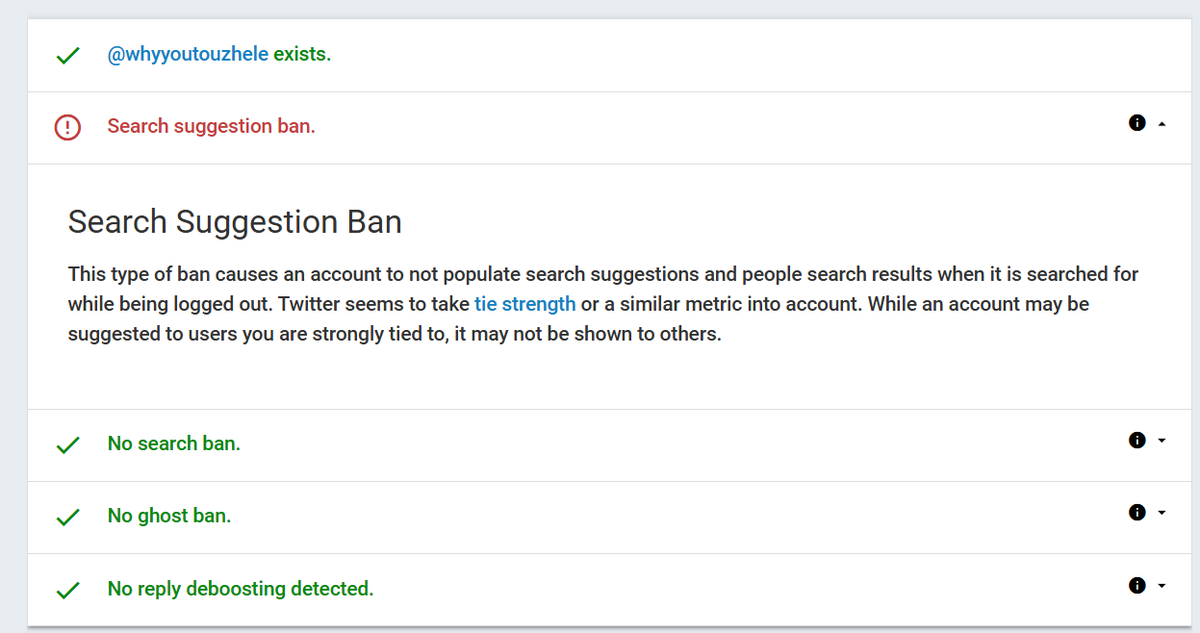 @whyyoutouzhele exists.
Search suggestion ban.
Search Suggestion Ban
This type of ban causes an account to not populate search suggestions and people search results when it is searched for
while being logged out. Twitter seems to take tie strength or a similar metric into account. While an account may be
suggested to users you are strongly tied to, it may not be shown to others.
No search ban.
No ghost ban.
No reply deboosting detected.